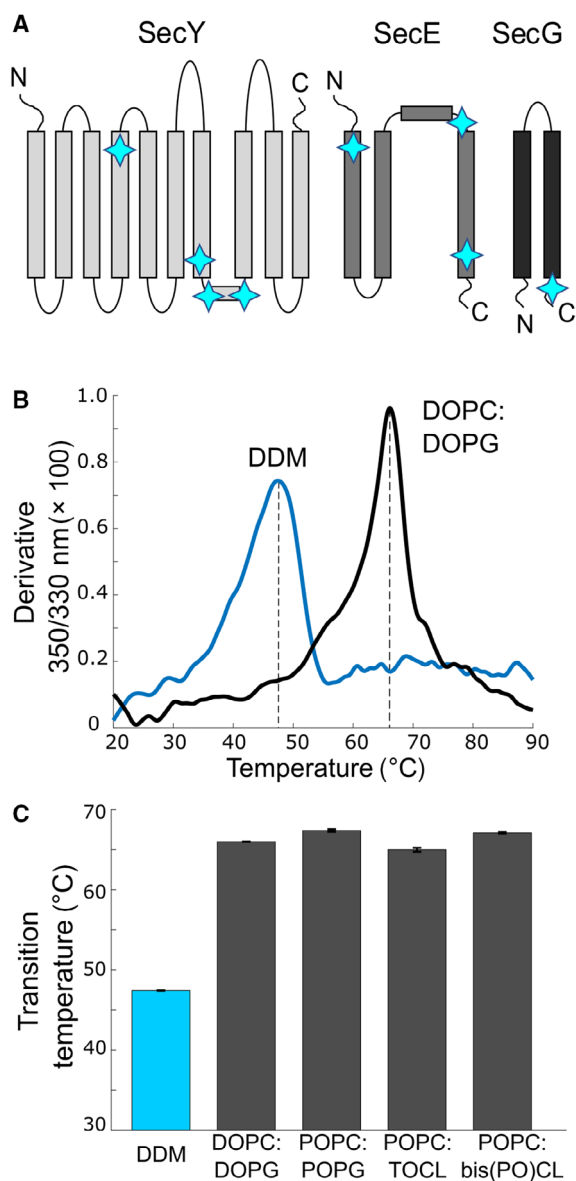 A
SecY SecE SecG
N C N C N C
B
Derivative
350/330 nm (× 100)
1.0
0.8
0.6
0.4
0.2
0
DDM
DOPC:
DOPG
20 30 40 50 60 70 80 90
Temperature (°C)
C
Transition
temperature (°C)
70
60
50
40
30
DDM
DOPC:
DOPG
POPC:
POPG
POPC:
TOCL
POPC:
bis(PO)CL